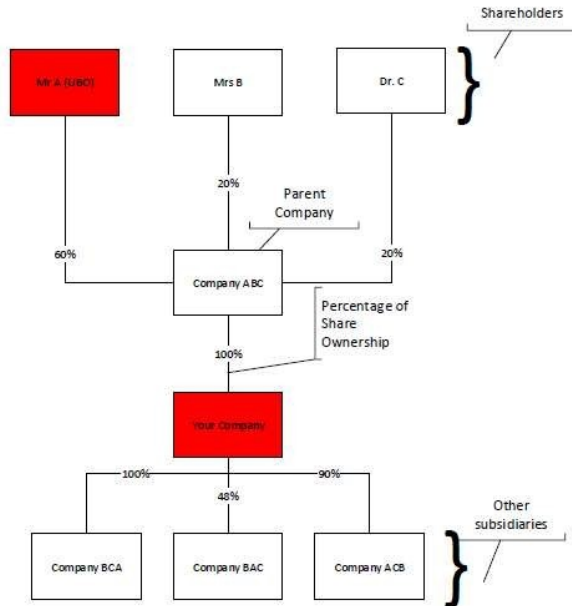 Shareholders
Mr A (UBO)
Mrs B
Dr. C
20%
Parent
Company
60%
20%
Company ABC
Percentage of
Share
Ownership
100%
Your Company
100%
90%
48%
Other
subsidiaries
Company BCA
Company BAC
Company ACB